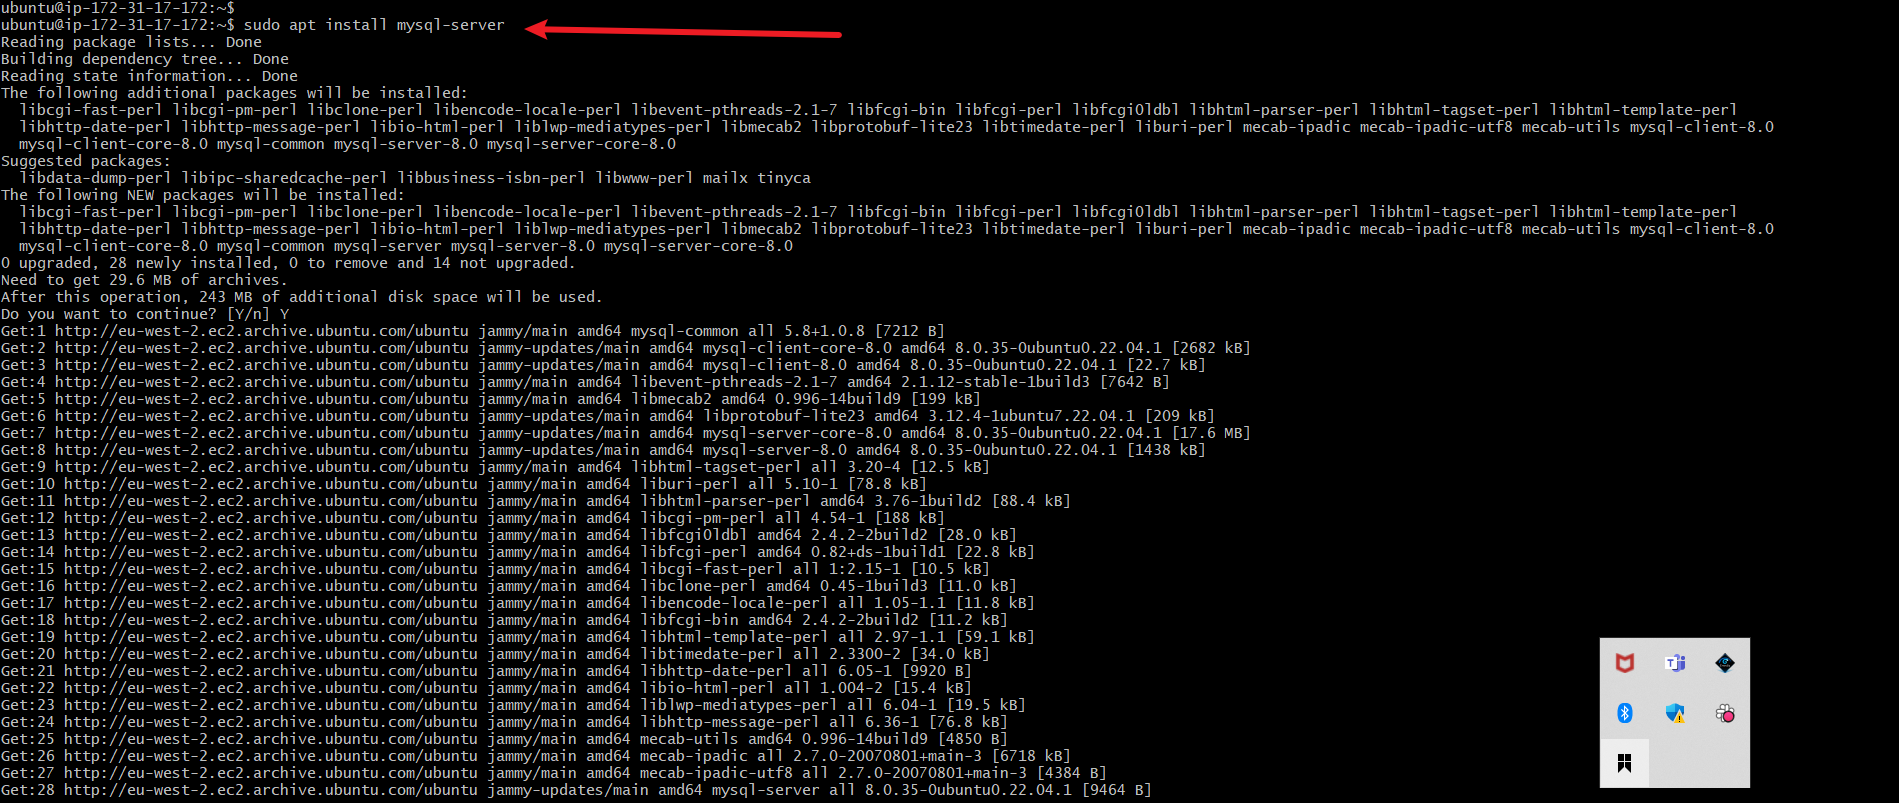 ubuntu@ip-172-31-17-172:~$
ubuntu@ip-172-31-17-172:~$ sudo apt install mysql-server
Reading package lists... Done
Building dependency tree... Done
Reading state information... Done
The following additional packages will be installed:
  libcgi-fast-perl libcgi-pm-perl libclone-perl libencode-locale-perl libevent-pthreads-2.1-7 libfcgi-bin libfcgi-perl libfcgi0ldbl libhtml-parser-perl libhtml-tagset-perl libhtml-template-perl
  libhttp-date-perl libhttp-message-perl libio-html-perl liblwp-mediatypes-perl libmecab2 libprotobuf-lite23 libtimedate-perl liburi-perl mecab-ipadic mecab-ipadic-utf8 mecab-utils mysql-client-8.0
  mysql-client-core-8.0 mysql-common mysql-server-8.0 mysql-server-core-8.0
Suggested packages:
  libdata-dump-perl libipc-sharedcache-perl libbusiness-isbn-perl libwww-perl mailx tinyca
The following NEW packages will be installed:
  libcgi-fast-perl libcgi-pm-perl libclone-perl libencode-locale-perl libevent-pthreads-2.1-7 libfcgi-bin libfcgi-perl libfcgi0ldbl libhtml-parser-perl libhtml-tagset-perl libhtml-template-perl
  libhttp-date-perl libhttp-message-perl libio-html-perl liblwp-mediatypes-perl libmecab2 libprotobuf-lite23 libtimedate-perl liburi-perl mecab-ipadic mecab-ipadic-utf8 mecab-utils mysql-client-8.0
  mysql-client-core-8.0 mysql-common mysql-server mysql-server-8.0 mysql-server-core-8.0
0 upgraded, 28 newly installed, 0 to remove and 14 not upgraded.
Need to get 29.6 MB of archives.
After this operation, 243 MB of additional disk space will be used.
Do you want to continue? [Y/n] Y
Get:1 http://eu-west-2.ec2.archive.ubuntu.com/ubuntu jammy/main amd64 mysql-common all 5.8+1.0.8 [7212 B]
Get:2 http://eu-west-2.ec2.archive.ubuntu.com/ubuntu jammy-updates/main amd64 mysql-client-core-8.0 amd64 8.0.35-0ubuntu0.22.04.1 [2682 kB]
Get:3 http://eu-west-2.ec2.archive.ubuntu.com/ubuntu jammy-updates/main amd64 mysql-client-8.0 amd64 8.0.35-0ubuntu0.22.04.1 [22.7 kB]
Get:4 http://eu-west-2.ec2.archive.ubuntu.com/ubuntu jammy/main amd64 libevent-pthreads-2.1-7 amd64 2.1.12-stable-1build3 [7642 B]
Get:5 http://eu-west-2.ec2.archive.ubuntu.com/ubuntu jammy/main amd64 libmecab2 amd64 0.996-14build9 [199 kB]
Get:6 http://eu-west-2.ec2.archive.ubuntu.com/ubuntu jammy-updates/main amd64 libprotobuf-lite23 amd64 3.12.4-1ubuntu7.22.04.1 [209 kB]
Get:7 http://eu-west-2.ec2.archive.ubuntu.com/ubuntu jammy-updates/main amd64 mysql-server-core-8.0 amd64 8.0.35-0ubuntu0.22.04.1 [17.6 MB]
Get:8 http://eu-west-2.ec2.archive.ubuntu.com/ubuntu jammy-updates/main amd64 mysql-server-8.0 amd64 8.0.35-0ubuntu0.22.04.1 [1438 kB]
Get:9 http://eu-west-2.ec2.archive.ubuntu.com/ubuntu jammy/main amd64 libhtml-tagset-perl all 3.20-4 [12.5 kB]
Get:10 http://eu-west-2.ec2.archive.ubuntu.com/ubuntu jammy/main amd64 liburi-perl all 5.10-1 [78.8 kB]
Get:11 http://eu-west-2.ec2.archive.ubuntu.com/ubuntu jammy/main amd64 libhtml-parser-perl amd64 3.76-1build2 [88.4 kB]
Get:12 http://eu-west-2.ec2.archive.ubuntu.com/ubuntu jammy/main amd64 libcgi-pm-perl all 4.54-1 [188 kB]
Get:13 http://eu-west-2.ec2.archive.ubuntu.com/ubuntu jammy/main amd64 libfcgi0ldbl amd64 2.4.2-2build2 [28.0 kB]
Get:14 http://eu-west-2.ec2.archive.ubuntu.com/ubuntu jammy/main amd64 libfcgi-perl amd64 0.82+ds-1build1 [22.8 kB]
Get:15 http://eu-west-2.ec2.archive.ubuntu.com/ubuntu jammy/main amd64 libcgi-fast-perl all 1:2.15-1 [10.5 kB]
Get:16 http://eu-west-2.ec2.archive.ubuntu.com/ubuntu jammy/main amd64 libclone-perl amd64 0.45-1build3 [11.0 kB]
Get:17 http://eu-west-2.ec2.archive.ubuntu.com/ubuntu jammy/main amd64 libencode-locale-perl all 1.05-1.1 [11.8 kB]
Get:18 http://eu-west-2.ec2.archive.ubuntu.com/ubuntu jammy/main amd64 libfcgi-bin amd64 2.4.2-2build2 [11.2 kB]
Get:19 http://eu-west-2.ec2.archive.ubuntu.com/ubuntu jammy/main amd64 libhtml-template-perl all 2.97-1.1 [59.1 kB]
Get:20 http://eu-west-2.ec2.archive.ubuntu.com/ubuntu jammy/main amd64 libtimedate-perl all 2.3300-2 [34.0 kB]
Get:21 http://eu-west-2.ec2.archive.ubuntu.com/ubuntu jammy/main amd64 libhttp-date-perl all 6.05-1 [9920 B]
Get:22 http://eu-west-2.ec2.archive.ubuntu.com/ubuntu jammy/main amd64 libio-html-perl all 1.004-2 [15.4 kB]
Get:23 http://eu-west-2.ec2.archive.ubuntu.com/ubuntu jammy/main amd64 liblwp-mediatypes-perl all 6.04-1 [19.5 kB]
Get:24 http://eu-west-2.ec2.archive.ubuntu.com/ubuntu jammy/main amd64 libhttp-message-perl all 6.36-1 [76.8 kB]
Get:25 http://eu-west-2.ec2.archive.ubuntu.com/ubuntu jammy/main amd64 mecab-utils amd64 0.996-14build9 [4850 B]
Get:26 http://eu-west-2.ec2.archive.ubuntu.com/ubuntu jammy/main amd64 mecab-ipadic all 2.7.0-20070801+main-3 [6718 kB]
Get:27 http://eu-west-2.ec2.archive.ubuntu.com/ubuntu jammy/main amd64 mecab-ipadic-utf8 all 2.7.0-20070801+main-3 [4384 B]
Get:28 http://eu-west-2.ec2.archive.ubuntu.com/ubuntu jammy-updates/main amd64 mysql-server all 8.0.35-0ubuntu0.22.04.1 [9464 B]